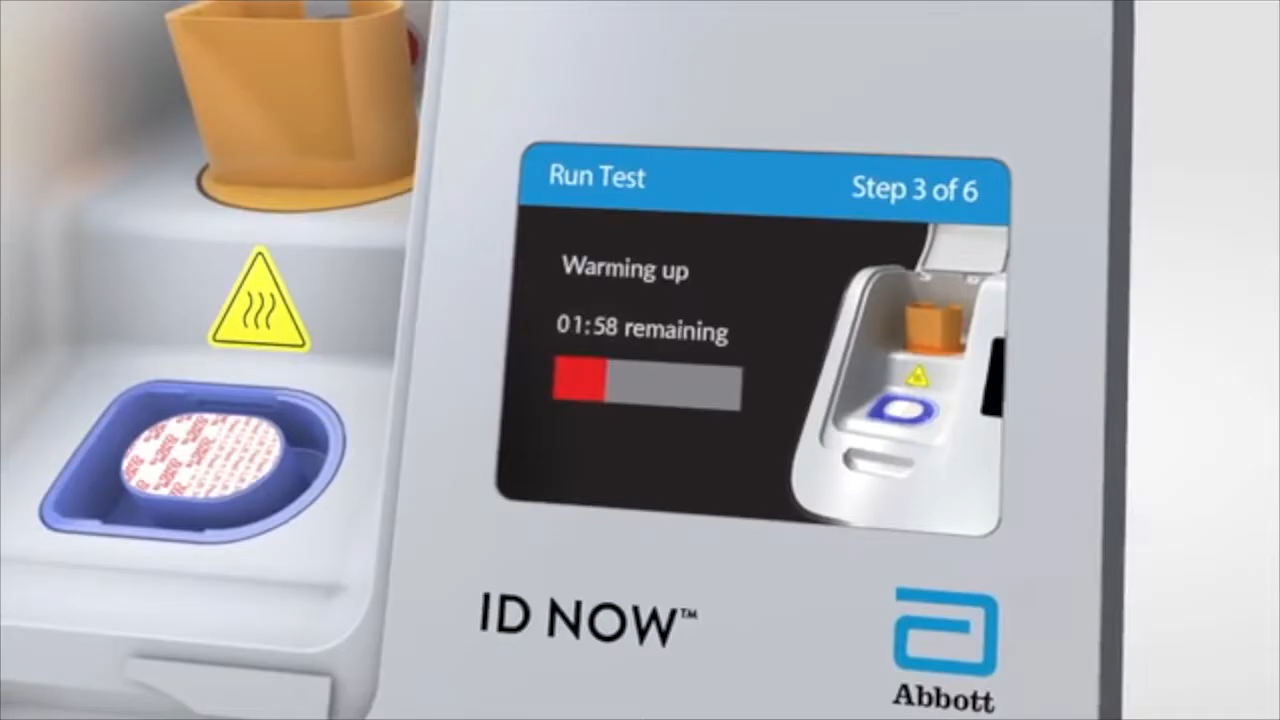 Run Test
Step 3 of 6
Warming up
01:58 remaining
ID NOW™
Abbott